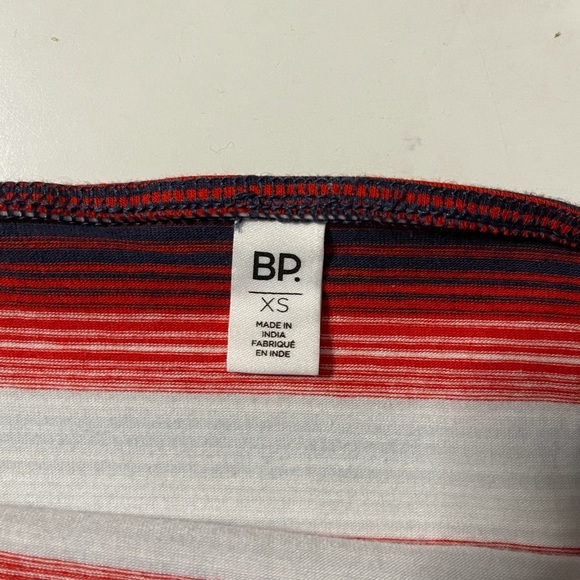 BP.
XS
MADE IN
INDIA
FABRIQUÉ
EN INDE